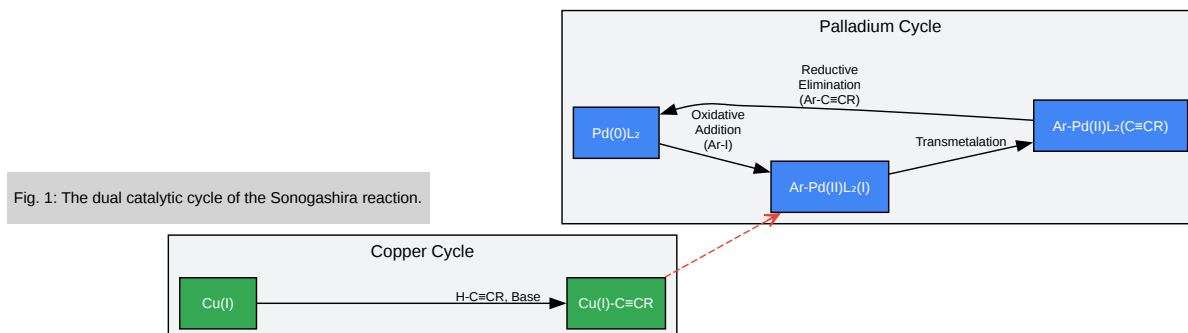 Palladium Cycle
Reductive
Elimination
(Ar-C≡CR)
Pd(0)L₂
Oxidative
Addition
(Ar-I)
Ar-Pd(II)L₂(C≡CR)
Transmetalation
Ar-Pd(II)L₂(I)
Fig. 1: The dual catalytic cycle of the Sonogashira reaction.
Copper Cycle
Cu(I)
H-C≡CR, Base
Cu(I)-C≡CR